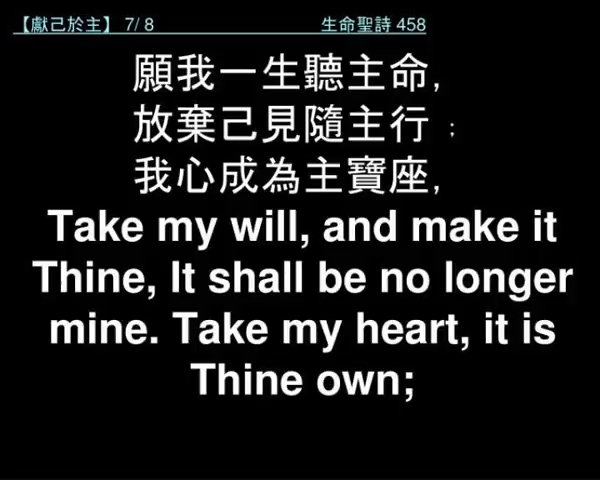 【獻己於主】 7/ 8 生命聖詩 458
願我一生聽主命,
放棄己見隨主行 ;
我心成為主寶座,
Take my will, and make it
Thine, It shall be no longer
mine. Take my heart, it is
Thine own;